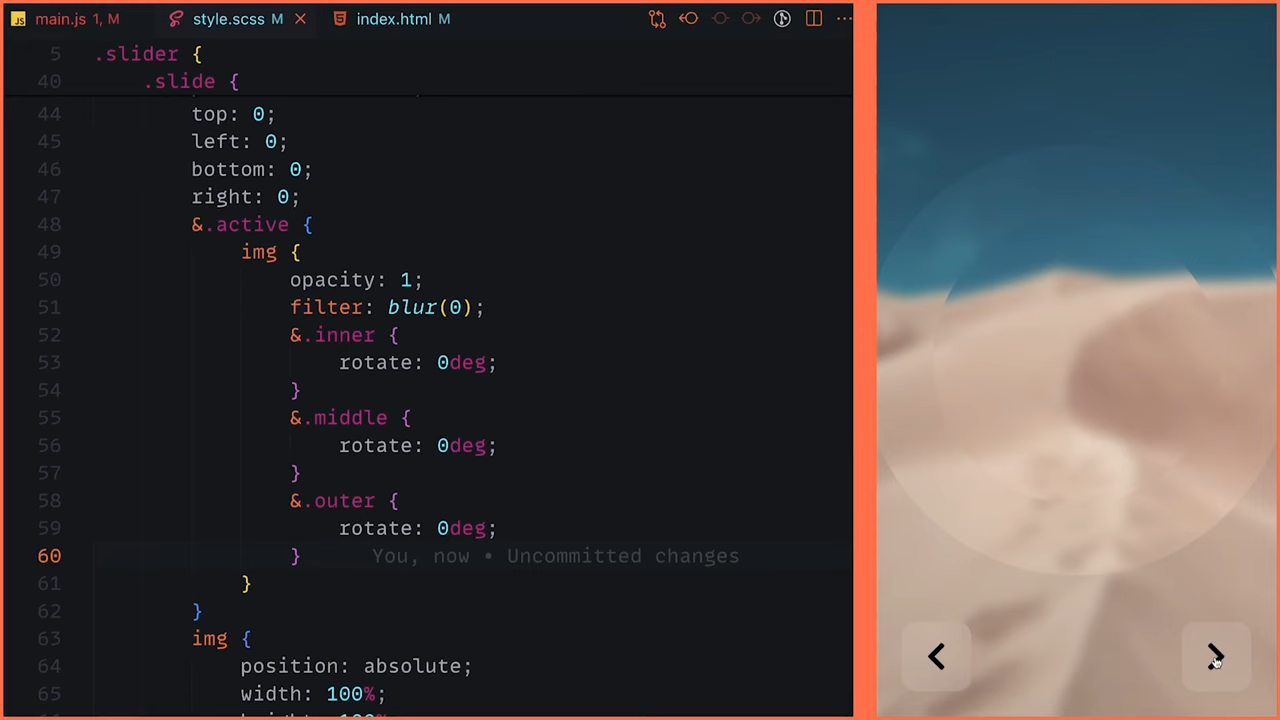 main.js 1, M
style.scss M
index.html M
5 .slider {
40 .slide {
44 top: 0;
45 left: 0;
46 bottom: 0;
47 right: 0;
48 &.active {
49 img {
50 opacity: 1;
51 filter: blur(0);
52 &.inner {
53 rotate: 0deg;
54 }
55 &.middle {
56 rotate: 0deg;
57 }
58 &.outer {
59 rotate: 0deg;
60 } You, now • Uncommitted changes
61 }
62 }
63 img {
64 position: absolute;
65 width: 100%;